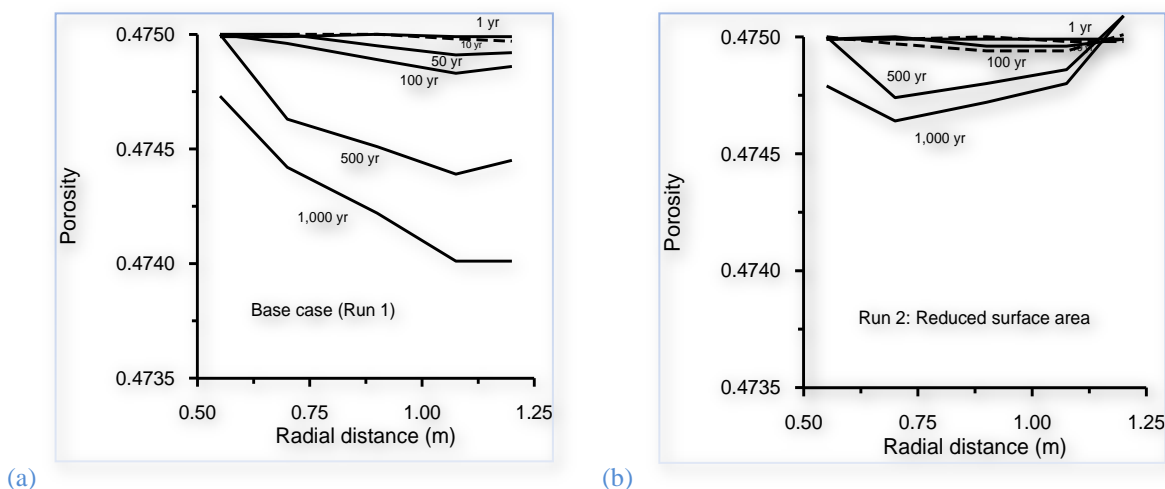 0.4750
0.4745
0.4740
0.4735
Porosity
1 yr
10 yr
50 yr
100 yr
500 yr
1,000 yr
Base case (Run 1)
0.50 0.75 1.00 1.25
Radial distance (m)
(a)
0.4750
0.4745
0.4740
0.4735
Porosity
1 yr
100 yr
500 yr
1,000 yr
Run 2: Reduced surface area
0.50 0.75 1.00 1.25
Radial distance (m)
(b)